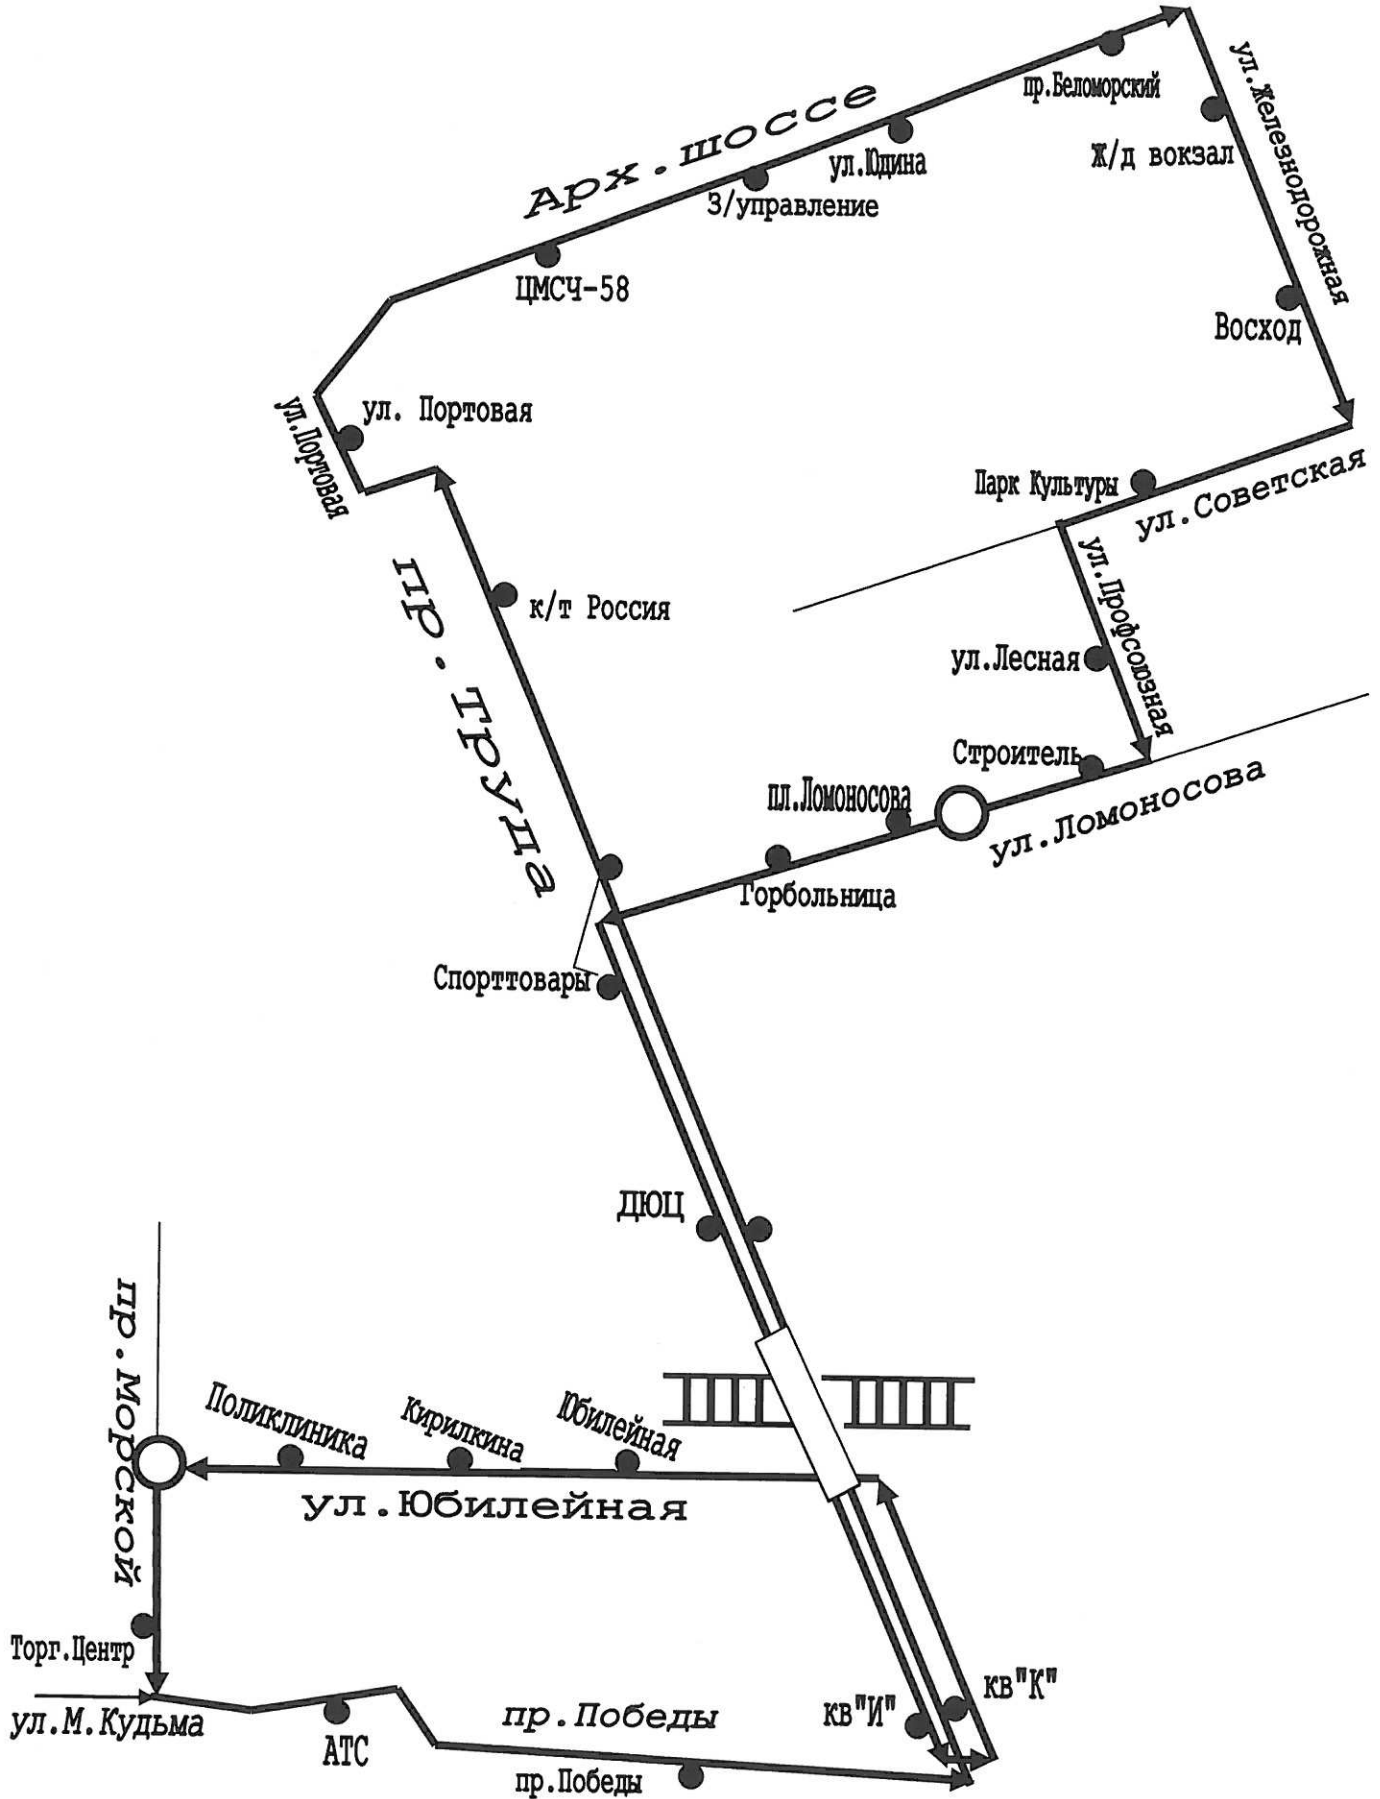 ул.Железнодорожная
пр.Беломорский
Арх.шоссе
ул.Юдина
Ж/д вокзал
З/управление
ЦМСЧ-58
Восход
ул. Портовая
ул.Портовая
Парк Культуры
ул.Советская
ул.Профсоюзная
пр.Труда
к/т Россия
ул.Лесная
Строитель
пл.Ломоносова
ул.Ломоносова
Горбольница
Спорттовары
ДЮЦ
пр.Морской
Поликлиника
Кирилкина
Юбилейная
ул.Юбилейная
Торг.Центр
кв"К"
кв"И"
ул.М.Кудьма
пр.Победы
АТС
пр.Победы